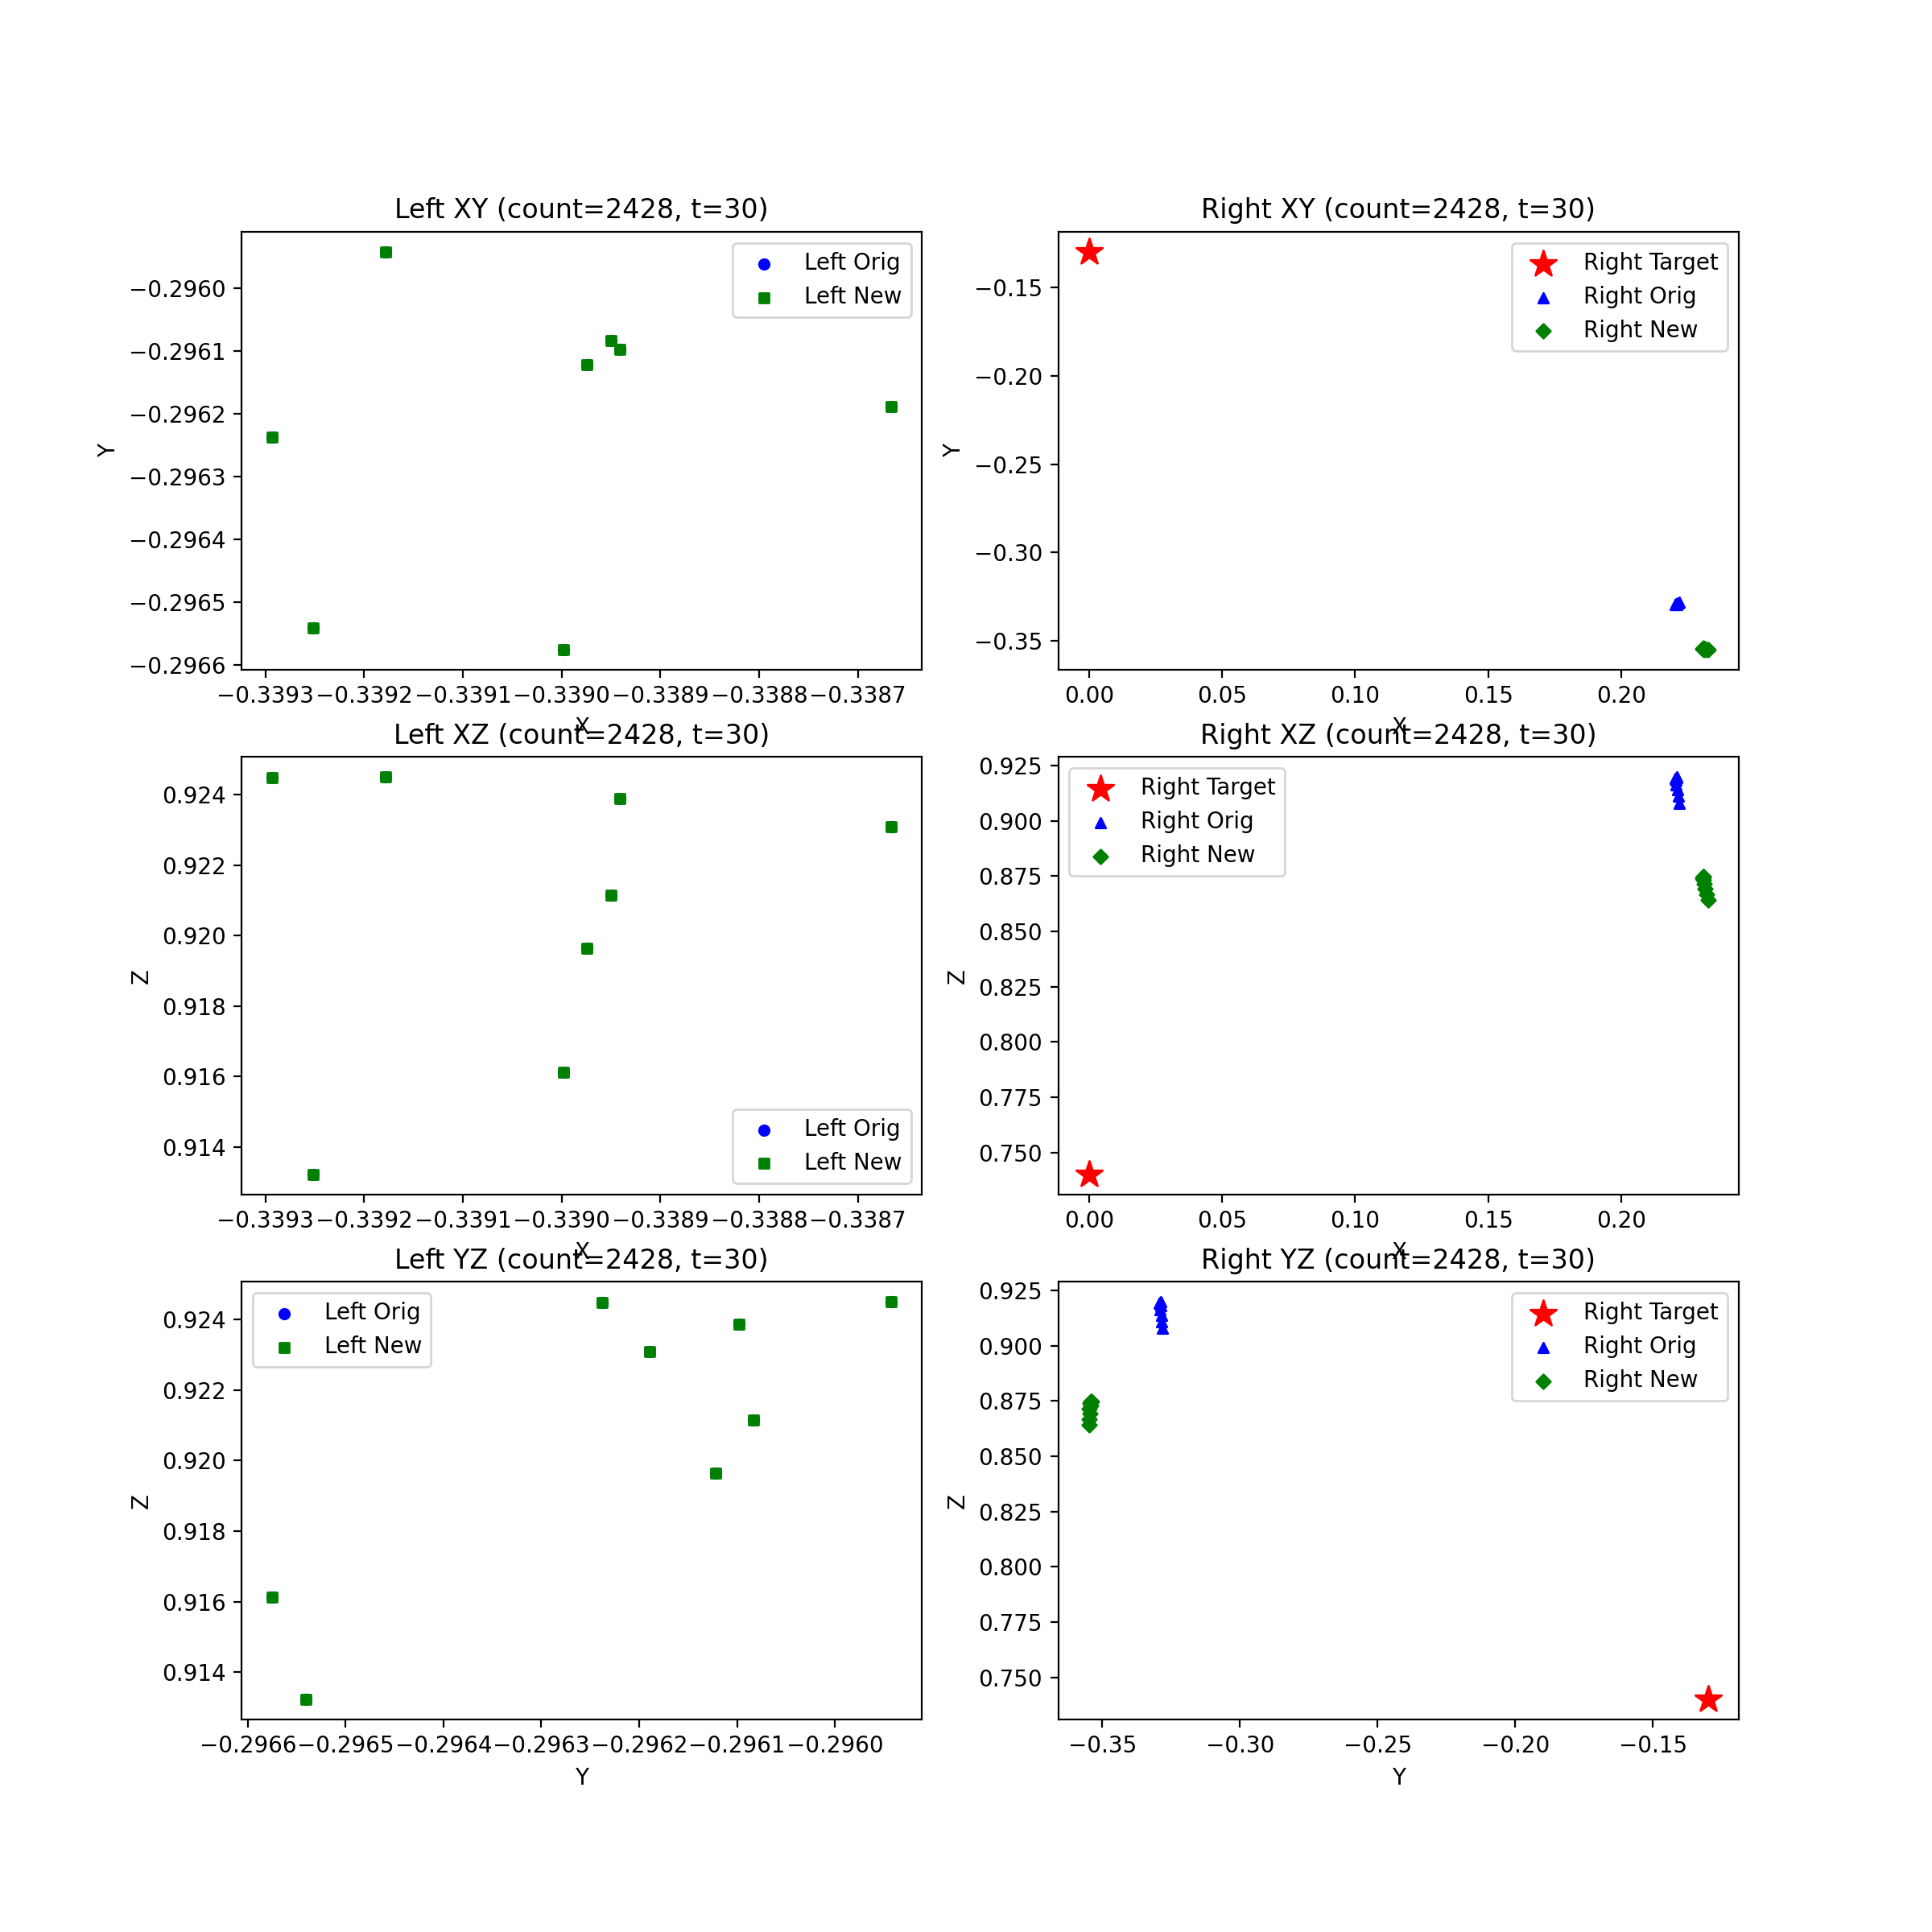 Left XY (count=2428, t=30)
Left Orig
Left New
−0.2960
−0.2961
−0.2962
−0.2963
−0.2964
−0.2965
−0.2966
Y
−0.3393 −0.3392 −0.3391 −0.3390 −0.3389 −0.3388 −0.3387
X
Right XY (count=2428, t=30)
Right Target
Right Orig
Right New
−0.15
−0.20
−0.25
−0.30
−0.35
Y
0.00 0.05 0.10 0.15 0.20
X
Left XZ (count=2428, t=30)
0.924
0.922
0.920
0.918
0.916
0.914
Z
Left Orig
Left New
−0.3393 −0.3392 −0.3391 −0.3390 −0.3389 −0.3388 −0.3387
X
Right XZ (count=2428, t=30)
Right Target
Right Orig
Right New
0.925
0.900
0.875
0.850
0.825
0.800
0.775
0.750
Z
0.00 0.05 0.10 0.15 0.20
X
Left YZ (count=2428, t=30)
Left Orig
Left New
0.924
0.922
0.920
0.918
0.916
0.914
Z
−0.2966 −0.2965 −0.2964 −0.2963 −0.2962 −0.2961 −0.2960
Y
Right YZ (count=2428, t=30)
Right Target
Right Orig
Right New
0.925
0.900
0.875
0.850
0.825
0.800
0.775
0.750
Z
−0.35 −0.30 −0.25 −0.20 −0.15
Y